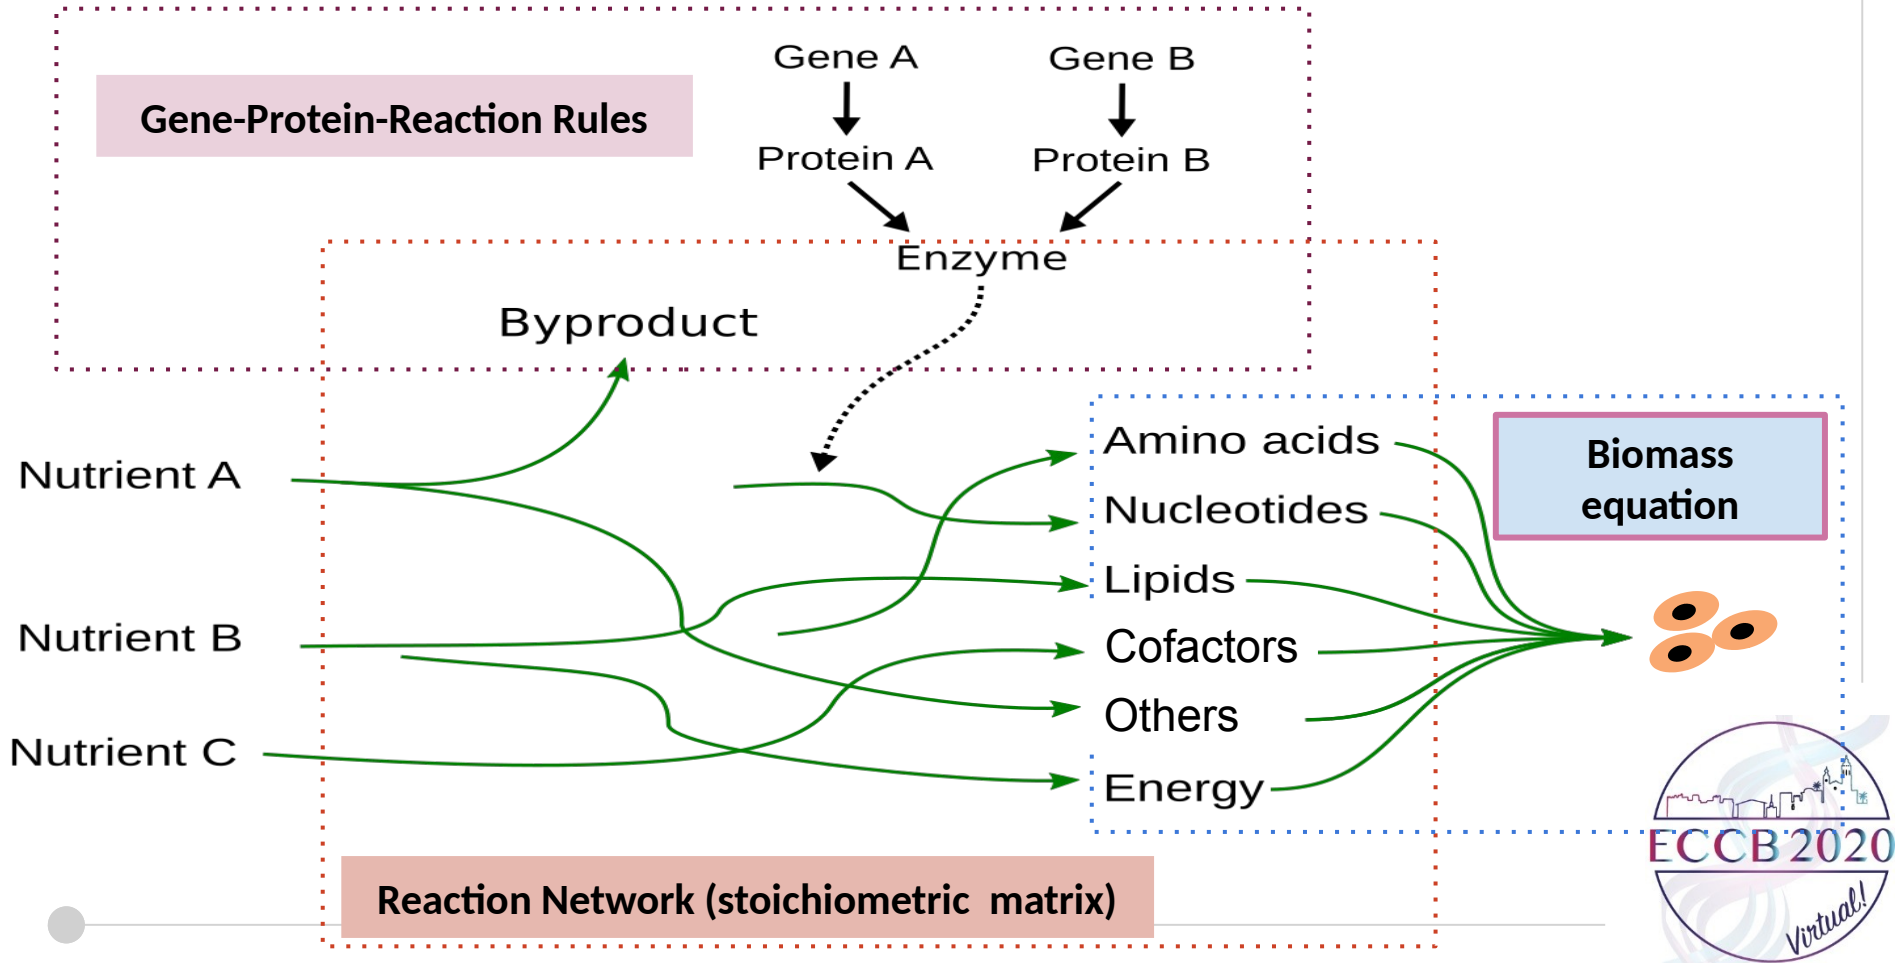 Gene A
Gene B
Gene-Protein-Reaction Rules
Protein A
Protein B
Enzyme
Byproduct
Nutrient A
Nutrient B
Nutrient C
Amino acids
Nucleotides
Lipids
Cofactors
Others
Energy
Biomass
equation
Reaction Network (stoichiometric matrix)
ECCB 2020
Virtual!